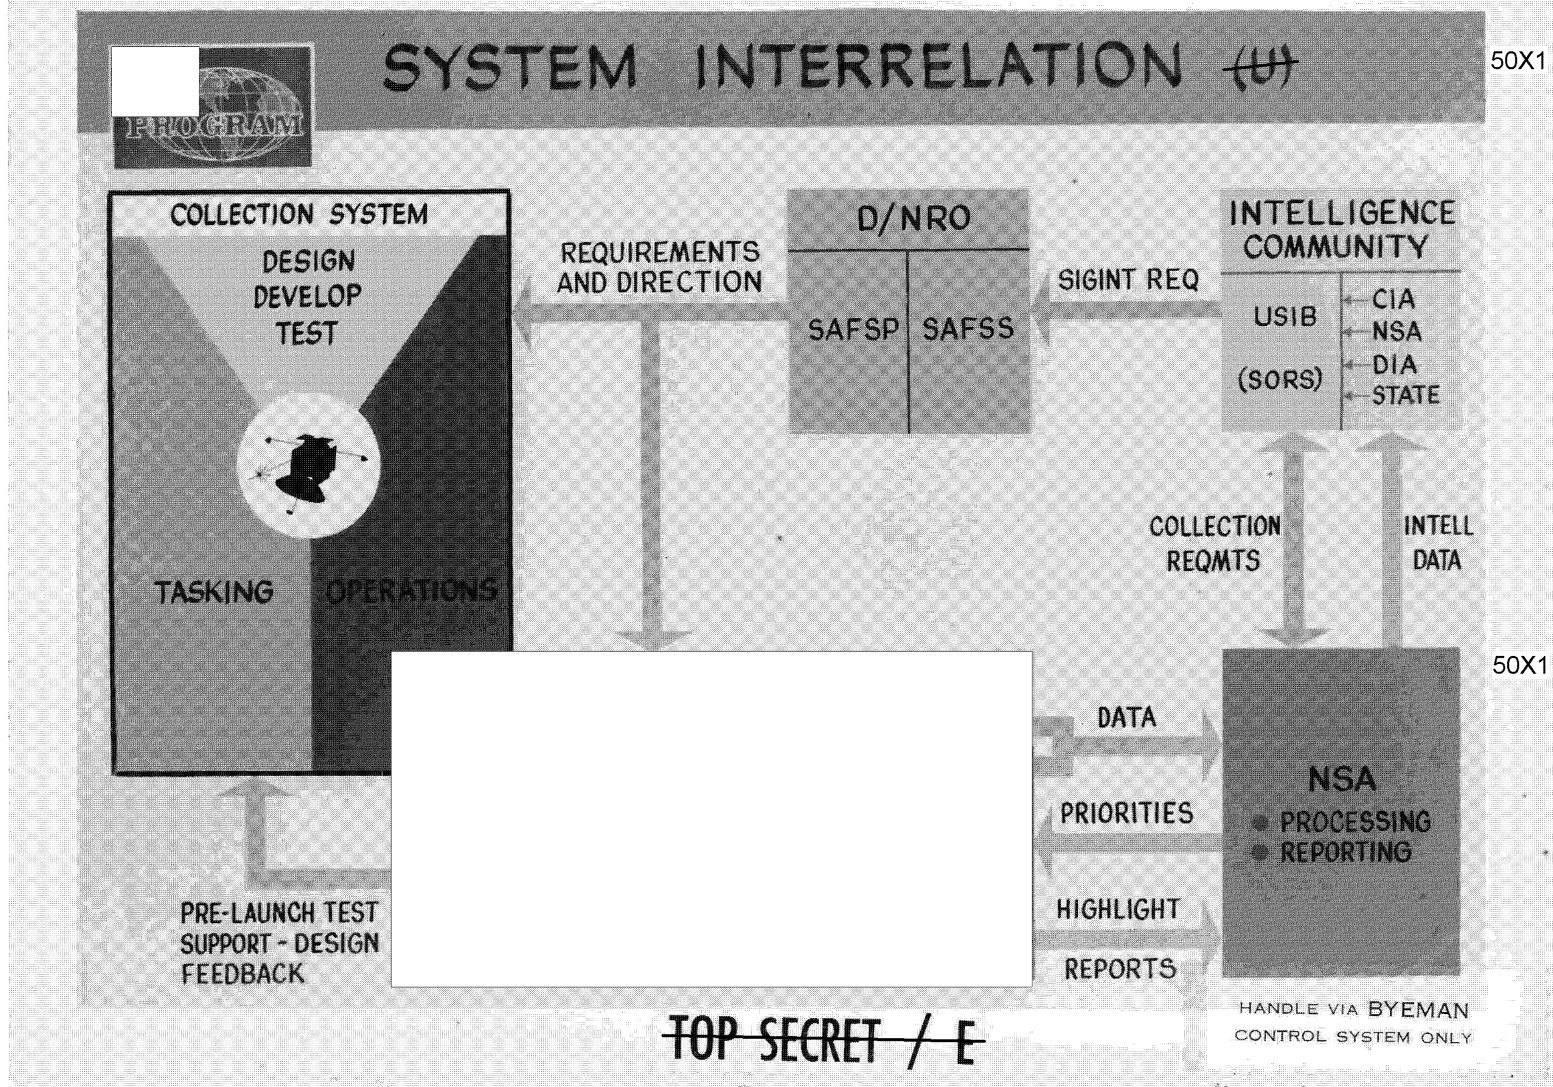 SYSTEM INTERRELATION (U)
50X1
PROGRAM
COLLECTION SYSTEM
DESIGN
DEVELOP
TEST
TASKING
OPERATIONS
REQUIREMENTS
AND DIRECTION
D/NRO
SAFSP
SAFSS
SIGINT REQ
INTELLIGENCE
COMMUNITY
USIB
(SORS)
CIA
NSA
DIA
STATE
COLLECTION
REQMTS
INTELL
DATA
50X1
DATA
PRIORITIES
HIGHLIGHT
REPORTS
NSA
● PROCESSING
● REPORTING
PRE-LAUNCH TEST
SUPPORT - DESIGN
FEEDBACK
TOP SECRET / E
HANDLE VIA BYEMAN
CONTROL SYSTEM ONLY